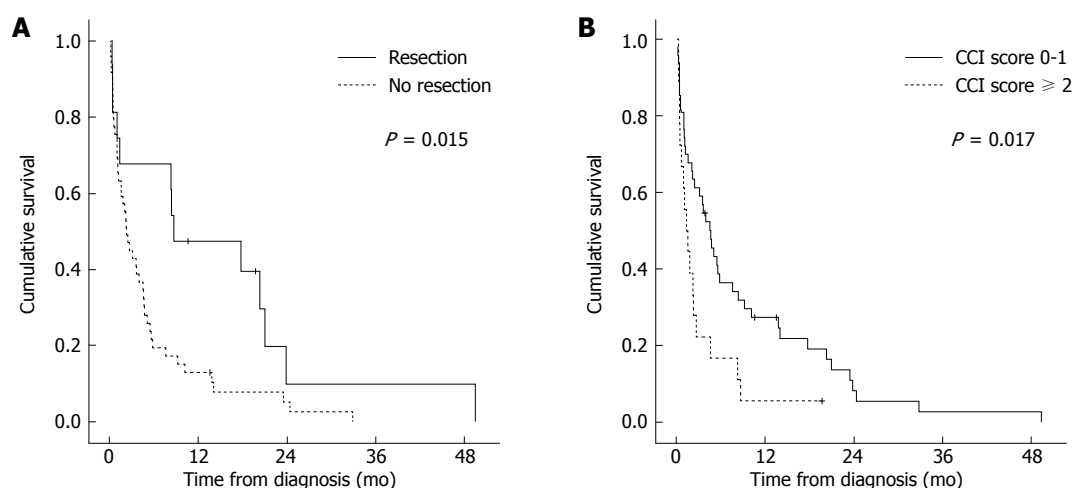 A
1.0
0.8
0.6
0.4
0.2
0.0
Cumulative survival
Resection
No resection
P = 0.015
0 12 24 36 48
Time from diagnosis (mo)
B
1.0
0.8
0.6
0.4
0.2
0.0
Cumulative survival
CCI score 0-1
CCI score ≥ 2
P = 0.017
0 12 24 36 48
Time from diagnosis (mo)